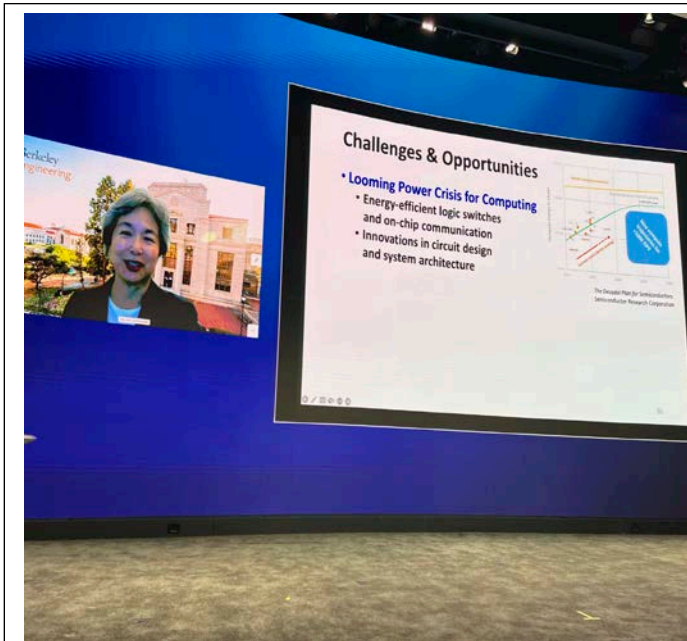 Berkeley
Engineering
Challenges & Opportunities
• Looming Power Crisis for Computing
• Energy-efficient logic switches
and on-chip communication
• Innovations in circuit design
and system architecture
The Decadal Plan for Semiconductors
Semiconductor Research Corporation